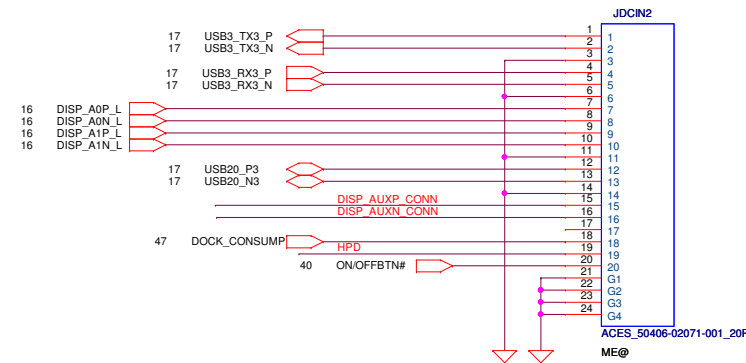 JDCIN2
17 USB3_TX3_P 1 1
17 USB3_TX3_N 2 2
3 3
17 USB3_RX3_P 4 4
17 USB3_RX3_N 5 5
6 6
16 DISP_A0P_L 7 7
16 DISP_A0N_L 8 8
16 DISP_A1P_L 9 9
16 DISP_A1N_L 10 10
11 11
17 USB20_P3 12 12
17 USB20_N3 13 13
14 14
DISP_AUXP_CONN 15 15
DISP_AUXN_CONN 16 16
17 17
47 DOCK_CONSUMP 18 18
HPD 19 19
40 ON/OFFBTN# 20 20
21 G1
22 G2
23 G3
24 G4
ACES_50406-02071-001_20P
ME@